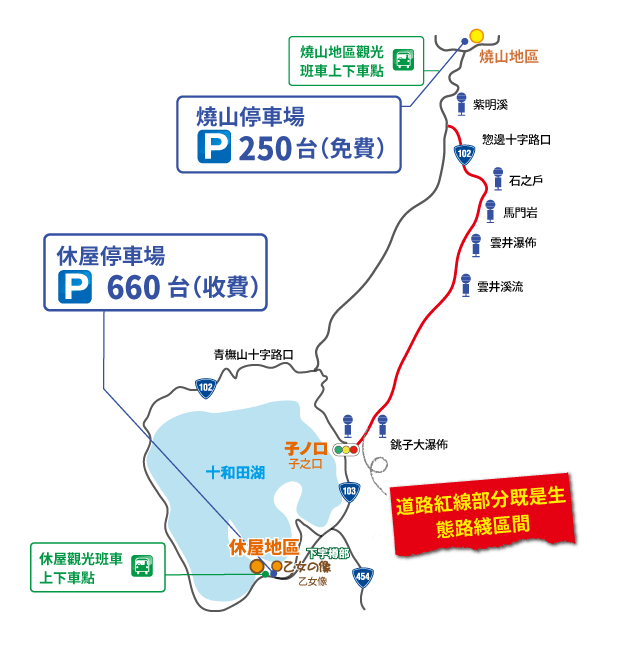 燒山地區觀光
班車上下車點
燒山地區
燒山停車場
P 250台(免費)
紫明溪
惣邊十字路口
102
石之戶
馬門岩
雲井瀑佈
雲井溪流
休屋停車場
P 660台(收費)
青橅山十字路口
102
銚子大瀑佈
子ノ口
子之口
十和田湖
103
道路紅線部分既是生
態路綫區間
休屋地區
下宇樽部
休屋觀光班車
上下車點
乙女の像
乙女像
454